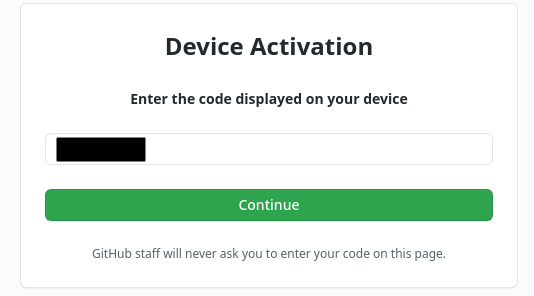 Device Activation
Enter the code displayed on your device
Continue
GitHub staff will never ask you to enter your code on this page.